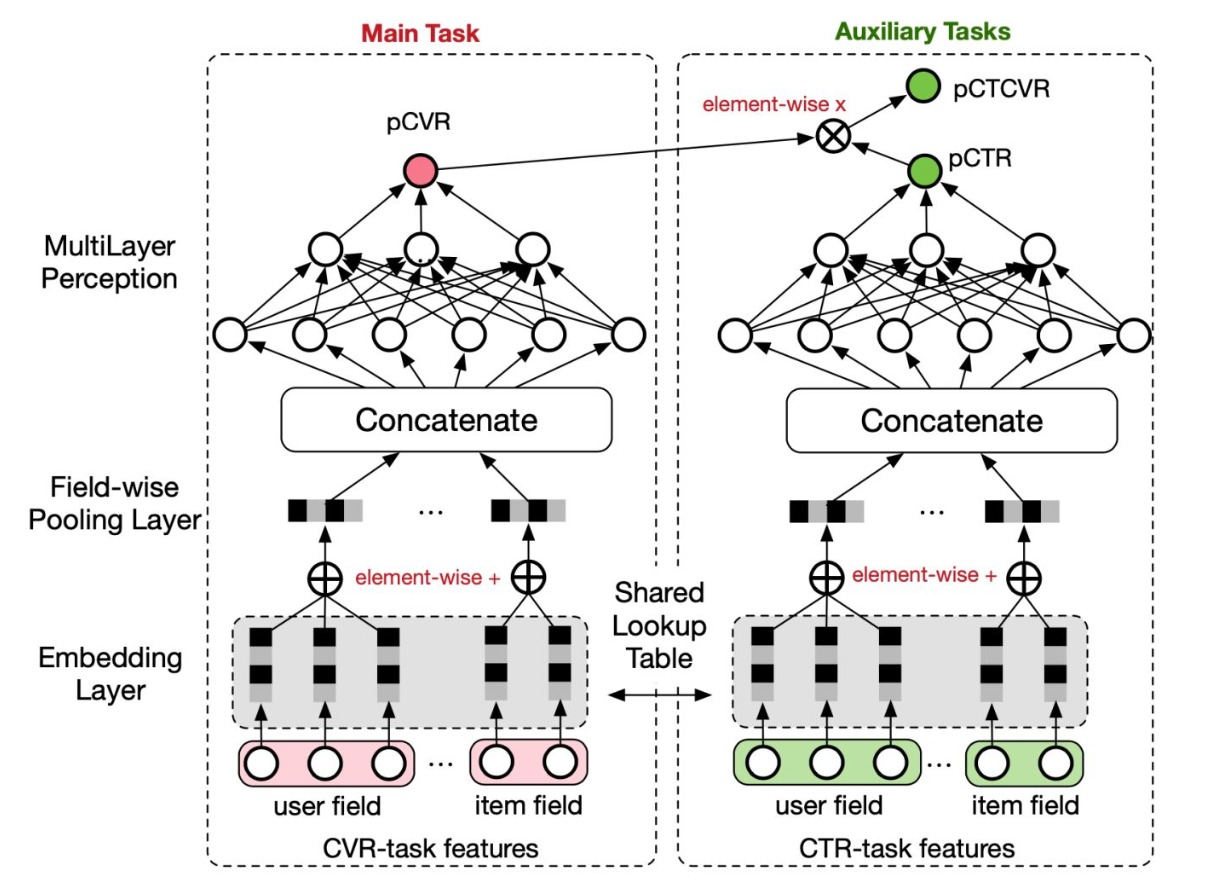 Main Task
Auxiliary Tasks
pCTCVR
element-wise x
pCVR
pCTR
MultiLayer
Perception
Concatenate
Concatenate
Field-wise
Pooling Layer
...
...
element-wise +
element-wise +
Shared
Lookup
Table
Embedding
Layer
...
...
user field
item field
user field
item field
CVR-task features
CTR-task features